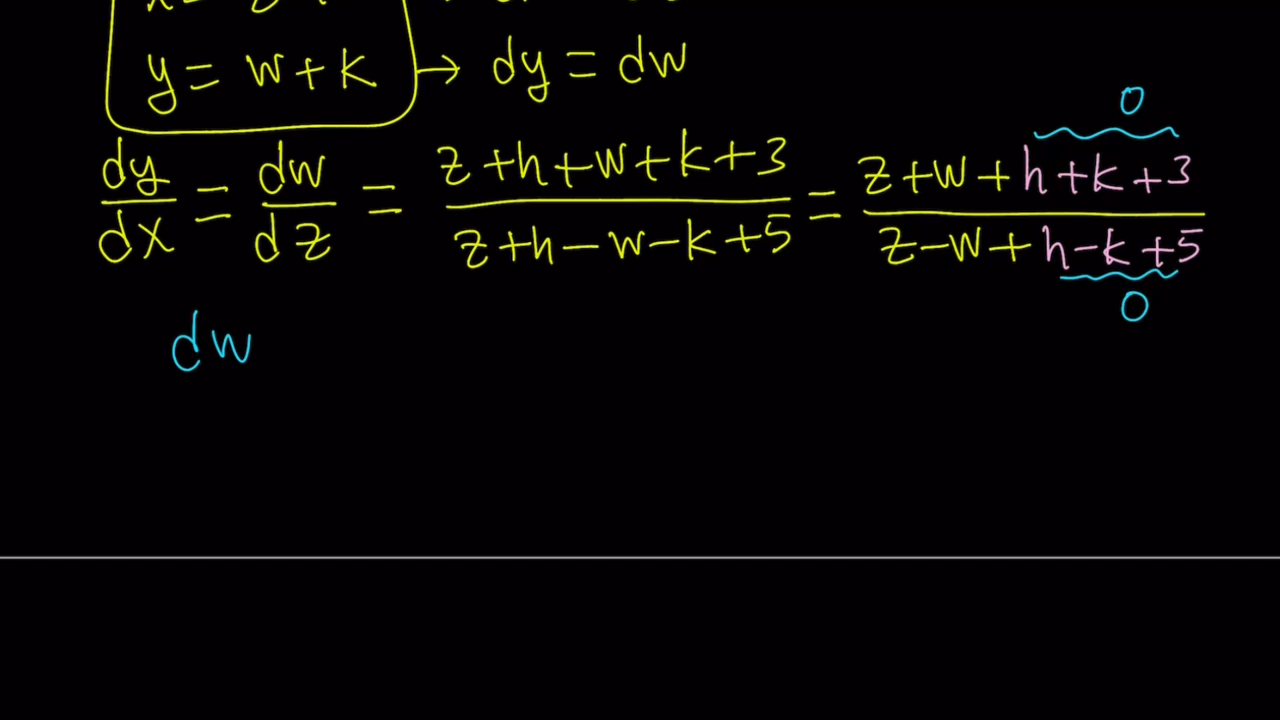 y = w + k → dy = dw
0
dy/dx = dw/dz = (z + h + w + k + 3)/(z + h − w − k + 5) = (z + w + h + k + 3)/(z − w + h − k + 5)
0
dw